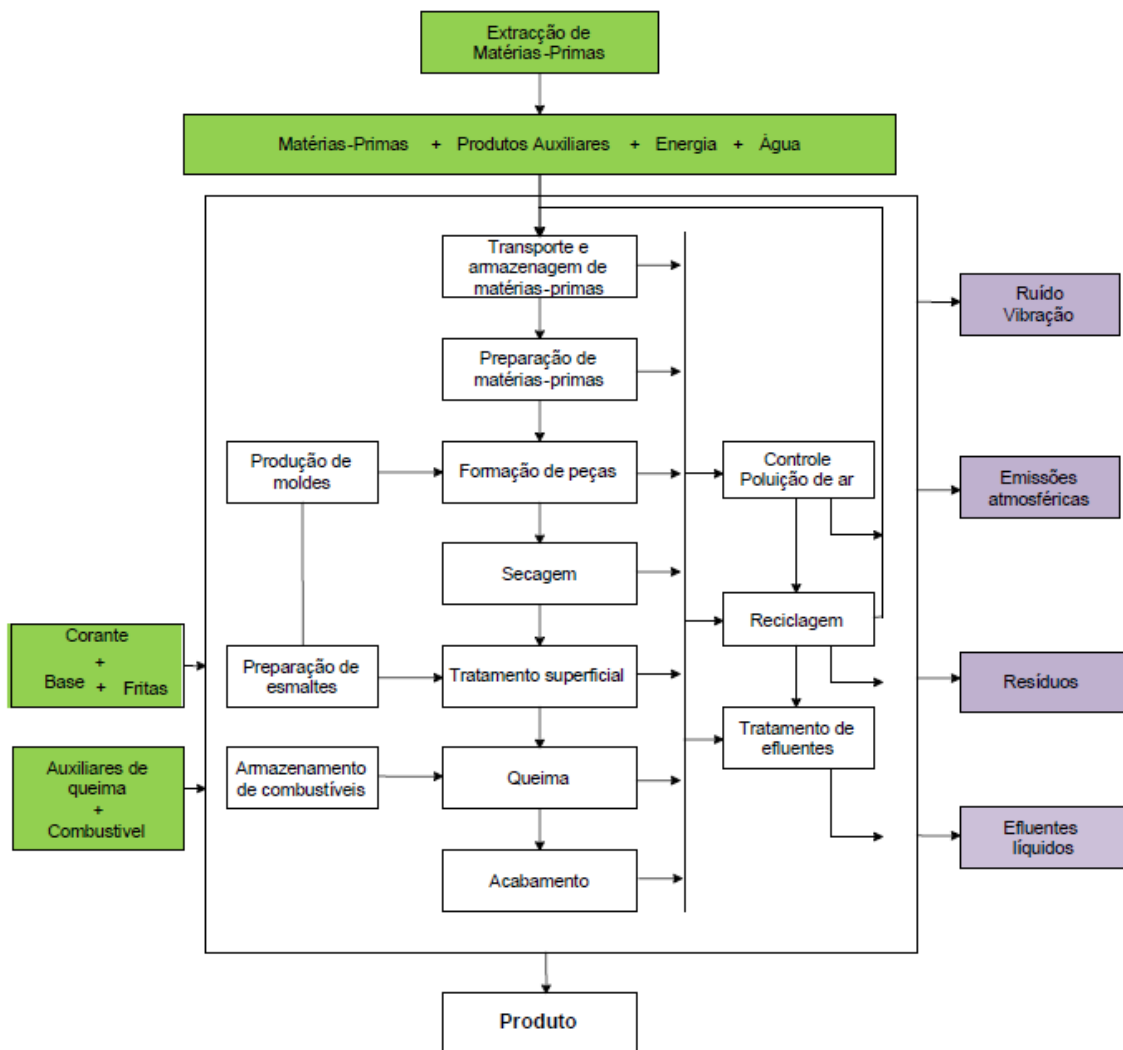 Extracção de
Matérias-Primas
Matérias-Primas + Produtos Auxiliares + Energia + Água
Transporte e
armazenagem de
matérias-primas
Ruído
Vibração
Preparação de
matérias-primas
Produção de
moldes
Formação de peças
Controle
Poluição de ar
Emissões
atmosféricas
Secagem
Reciclagem
Corante
+
Base + Fritas
Preparação de
esmaltes
Tratamento superficial
Resíduos
Tratamento de
efluentes
Auxiliares de
queima
+
Combustivel
Armazenamento
de combustíveis
Queima
Efluentes
líquidos
Acabamento
Produto